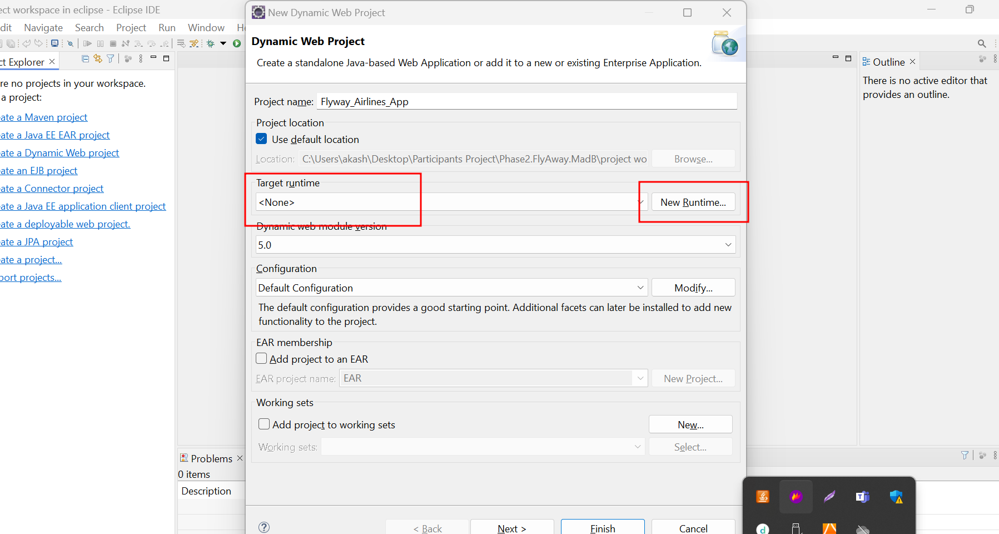 ect workspace in eclipse - Eclipse IDE
dit Navigate Search Project Run Window He
ct Explorer
re no projects in your workspace.
a project:
ate a Maven project
ate a Java EE EAR project
ate a Dynamic Web project
ate an EJB project
ate a Connector project
ate a Java EE application client project
ate a deployable web project.
ate a JPA project
ate a project...
port projects...
New Dynamic Web Project
Dynamic Web Project
Create a standalone Java-based Web Application or add it to a new or existing Enterprise Application.
Project name: Flyway_Airlines_App
Project location
Use default location
Location: C:\Users\akash\Desktop\Participants Project\Phase2.FlyAway.MadB\project wo Browse...
Target runtime
<None> New Runtime...
Dynamic web module version
5.0
Configuration
Default Configuration Modify...
The default configuration provides a good starting point. Additional facets can later be installed to add new
functionality to the project.
EAR membership
Add project to an EAR
EAR project name: EAR New Project...
Working sets
Add project to working sets New...
Working sets: Select...
< Back Next > Finish Cancel
Outline
There is no active editor that
provides an outline.
Problems
0 items
Description